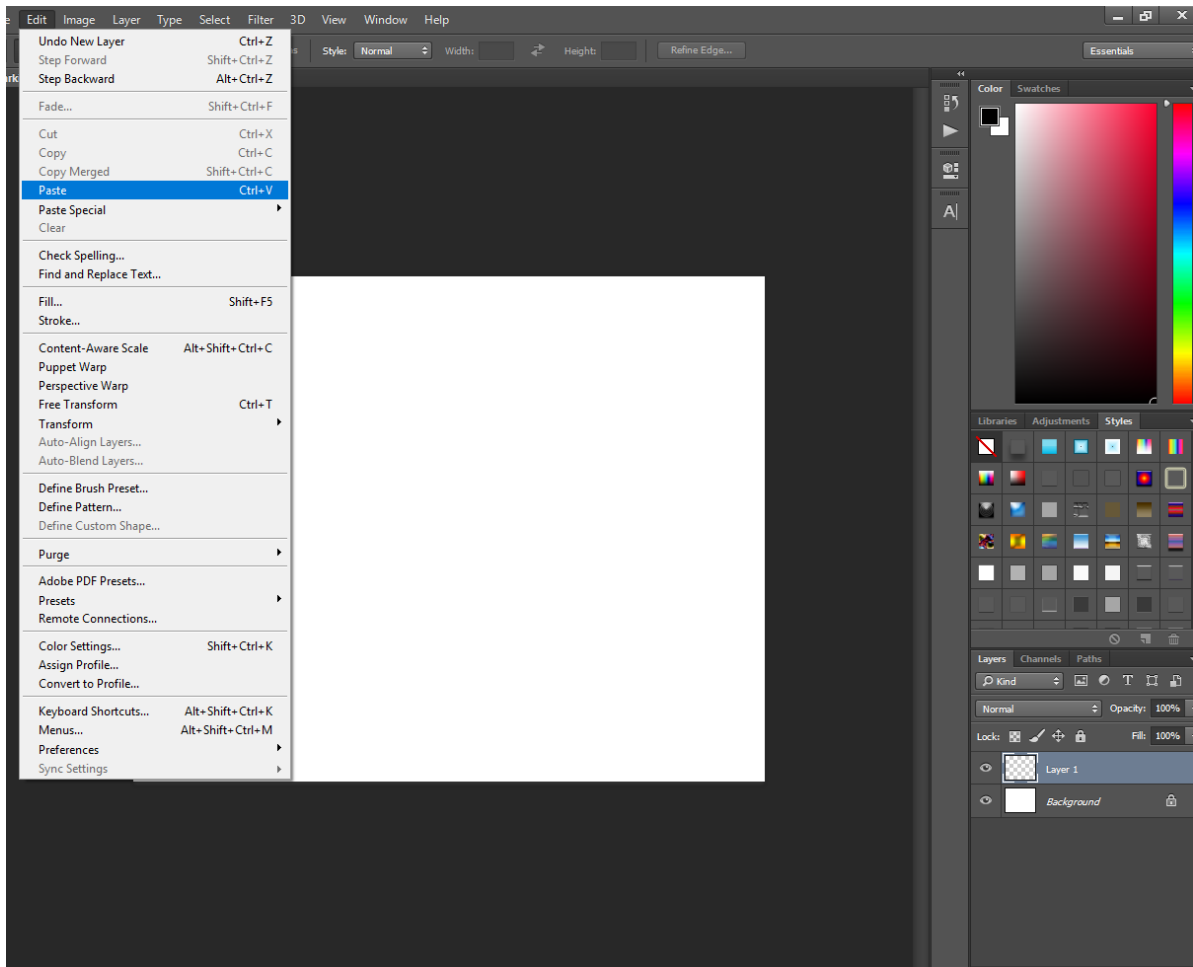 Edit Image Layer Type Select Filter 3D View Window Help
Style: Normal Width: Height: Refine Edge... Essentials
Undo New Layer Ctrl+Z
Step Forward Shift+Ctrl+Z
Step Backward Alt+Ctrl+Z
Fade... Shift+Ctrl+F
Cut Ctrl+X
Copy Ctrl+C
Copy Merged Shift+Ctrl+C
Paste Ctrl+V
Paste Special
Clear
Check Spelling...
Find and Replace Text...
Fill... Shift+F5
Stroke...
Content-Aware Scale Alt+Shift+Ctrl+C
Puppet Warp
Perspective Warp
Free Transform Ctrl+T
Transform
Auto-Align Layers...
Auto-Blend Layers...
Define Brush Preset...
Define Pattern...
Define Custom Shape...
Purge
Adobe PDF Presets...
Presets
Remote Connections...
Color Settings... Shift+Ctrl+K
Assign Profile...
Convert to Profile...
Keyboard Shortcuts... Alt+Shift+Ctrl+K
Menus... Alt+Shift+Ctrl+M
Preferences
Sync Settings
Color Swatches
Libraries Adjustments Styles
Layers Channels Paths
Kind
Normal Opacity: 100%
Lock: Fill: 100%
Layer 1
Background